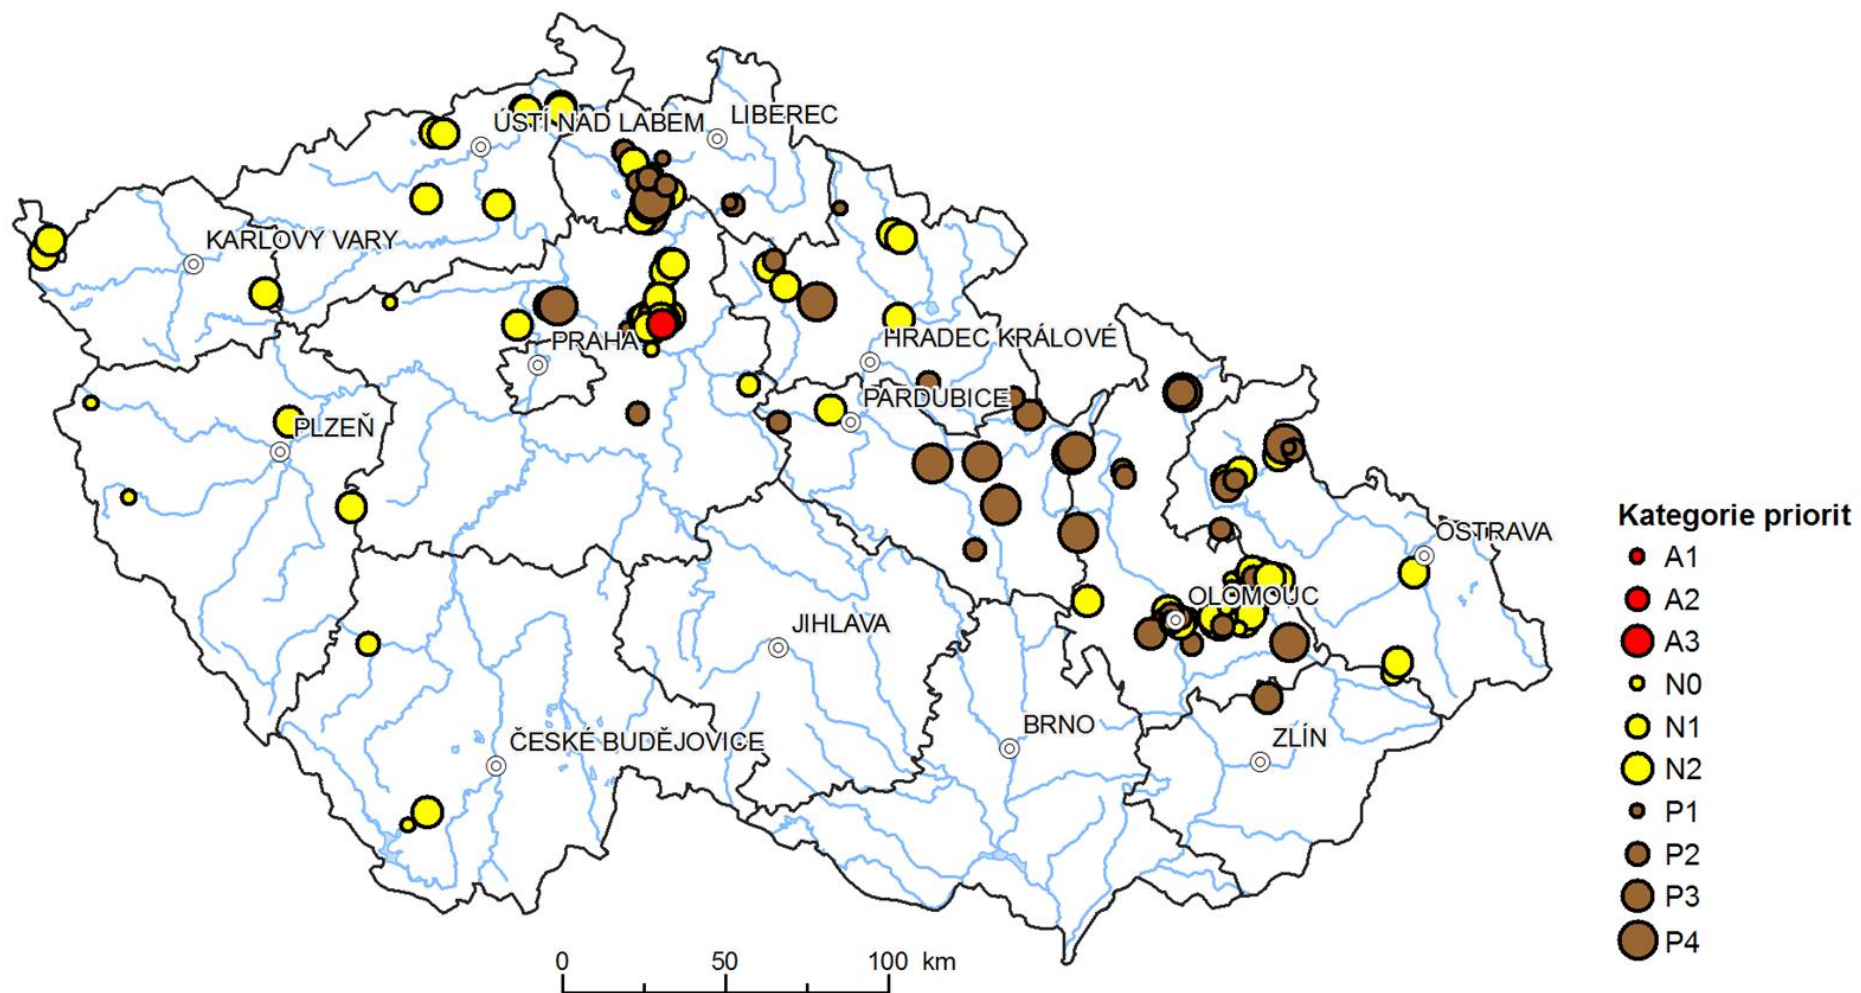 LIBEREC
ÚSTÍ NAD LABEM
KARLOVY VARY
HRADEC KRÁLOVÉ
PRAHA
PARDUBICE
PLZEŇ
OSTRAVA
OLOMOUC
JIHLAVA
BRNO
ZLÍN
ČESKÉ BUDĚJOVICE
Kategorie priorit
A1
A2
A3
N0
N1
N2
P1
P2
P3
P4
0 50 100 km